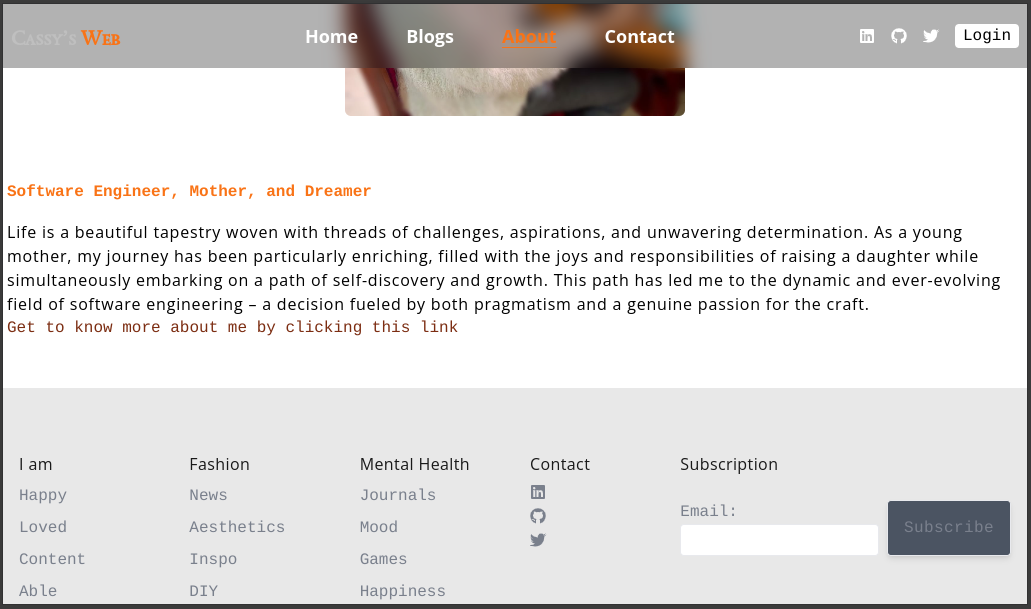 Cassy's Web
Home Blogs About Contact
Login
Software Engineer, Mother, and Dreamer
Life is a beautiful tapestry woven with threads of challenges, aspirations, and unwavering determination. As a young
mother, my journey has been particularly enriching, filled with the joys and responsibilities of raising a daughter while
simultaneously embarking on a path of self-discovery and growth. This path has led me to the dynamic and ever-evolving
field of software engineering – a decision fueled by both pragmatism and a genuine passion for the craft.
Get to know more about me by clicking this link
I am
Happy
Loved
Content
Able
Fashion
News
Aesthetics
Inspo
DIY
Mental Health
Journals
Mood
Games
Happiness
Contact
Subscription
Email:
Subscribe